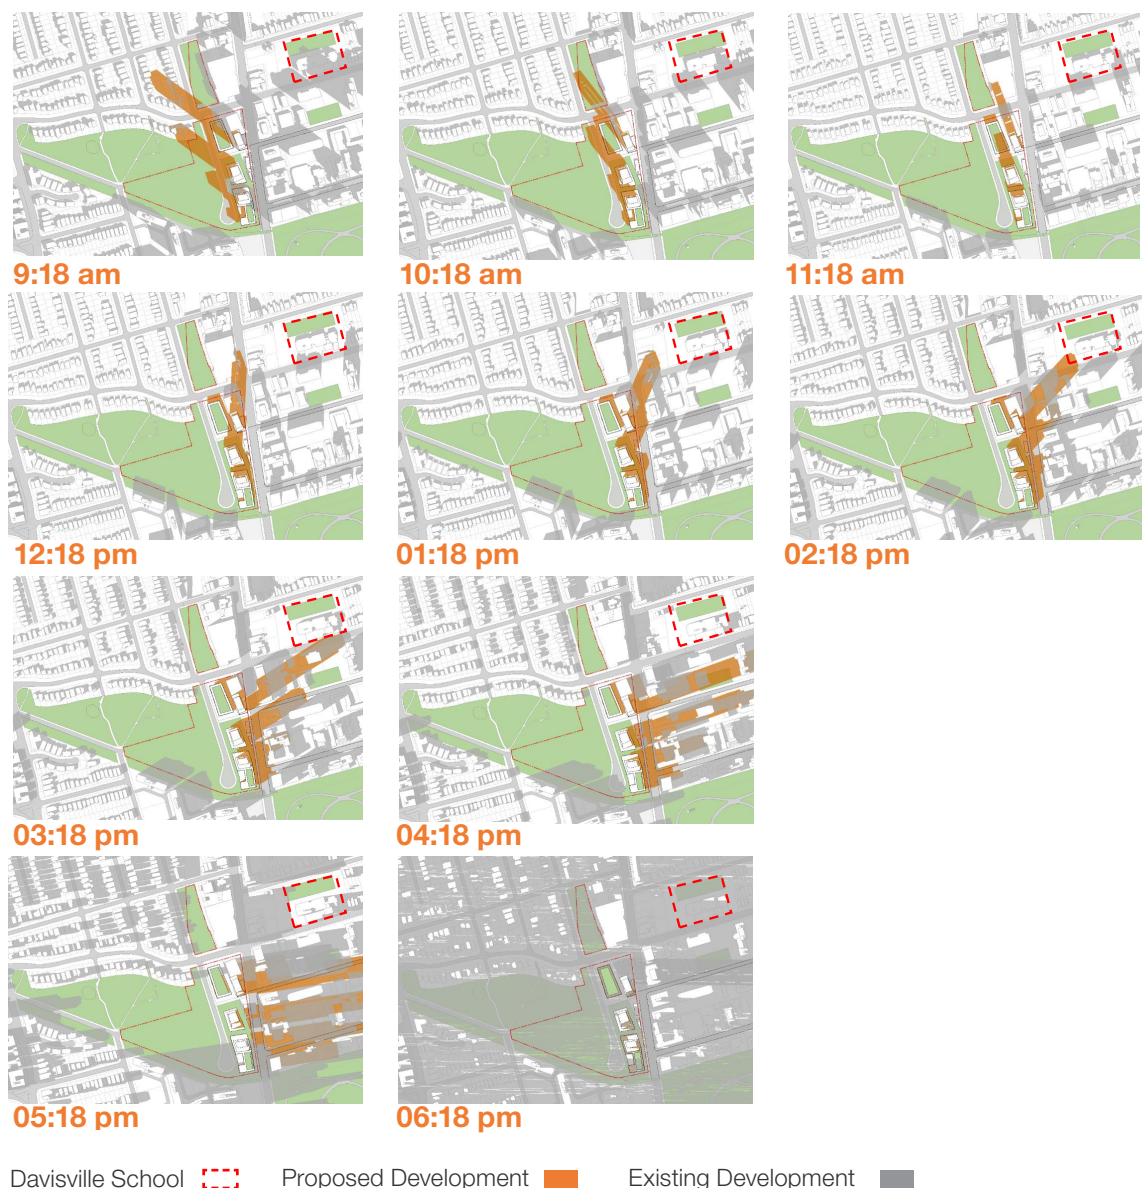 9:18 am
10:18 am
11:18 am
12:18 pm
01:18 pm
02:18 pm
03:18 pm
04:18 pm
05:18 pm
06:18 pm
Davisville School Proposed Development Existing Development